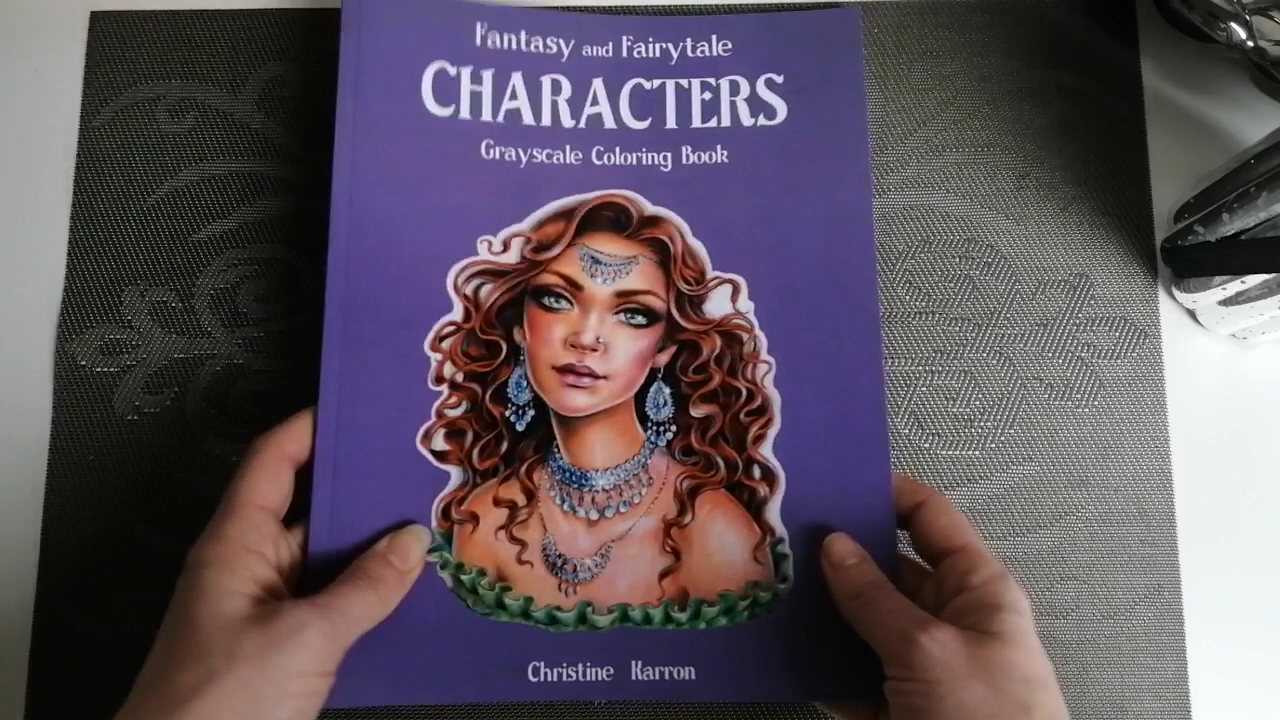 Fantasy and Fairytale
CHARACTERS
Grayscale Coloring Book
Christine Karron